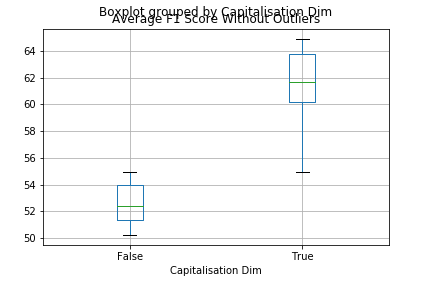 Boxplot grouped by Capitalisation Dim
Average F1 Score Without Outliers
64
62
60
58
56
54
52
50
False True
Capitalisation Dim